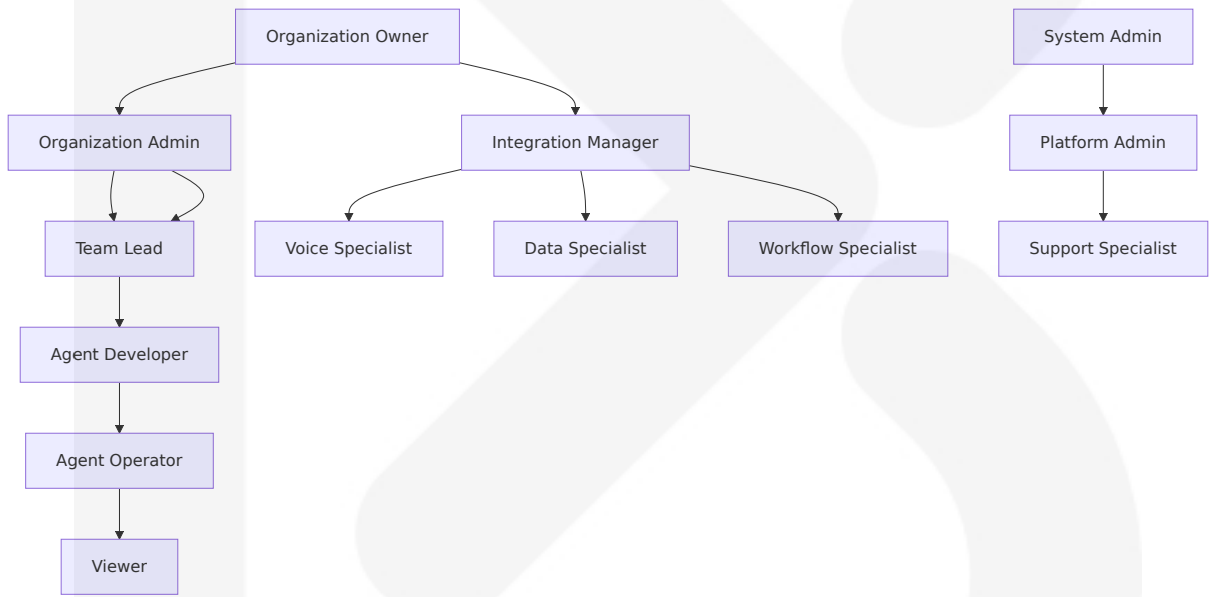 Organization Owner
System Admin
Organization Admin
Integration Manager
Platform Admin
Team Lead
Voice Specialist
Data Specialist
Workflow Specialist
Support Specialist
Agent Developer
Agent Operator
Viewer